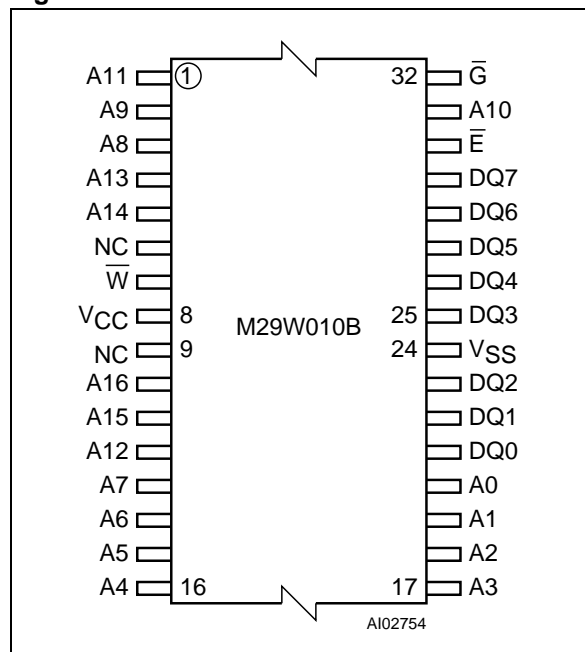 A11 1 32 G̅
A9 A10
A8 E̅
A13 DQ7
A14 DQ6
NC DQ5
W̅ DQ4
VCC 8 M29W010B 25 DQ3
NC 9 24 VSS
A16 DQ2
A15 DQ1
A12 DQ0
A7 A0
A6 A1
A5 A2
A4 16 17 A3
AI02754